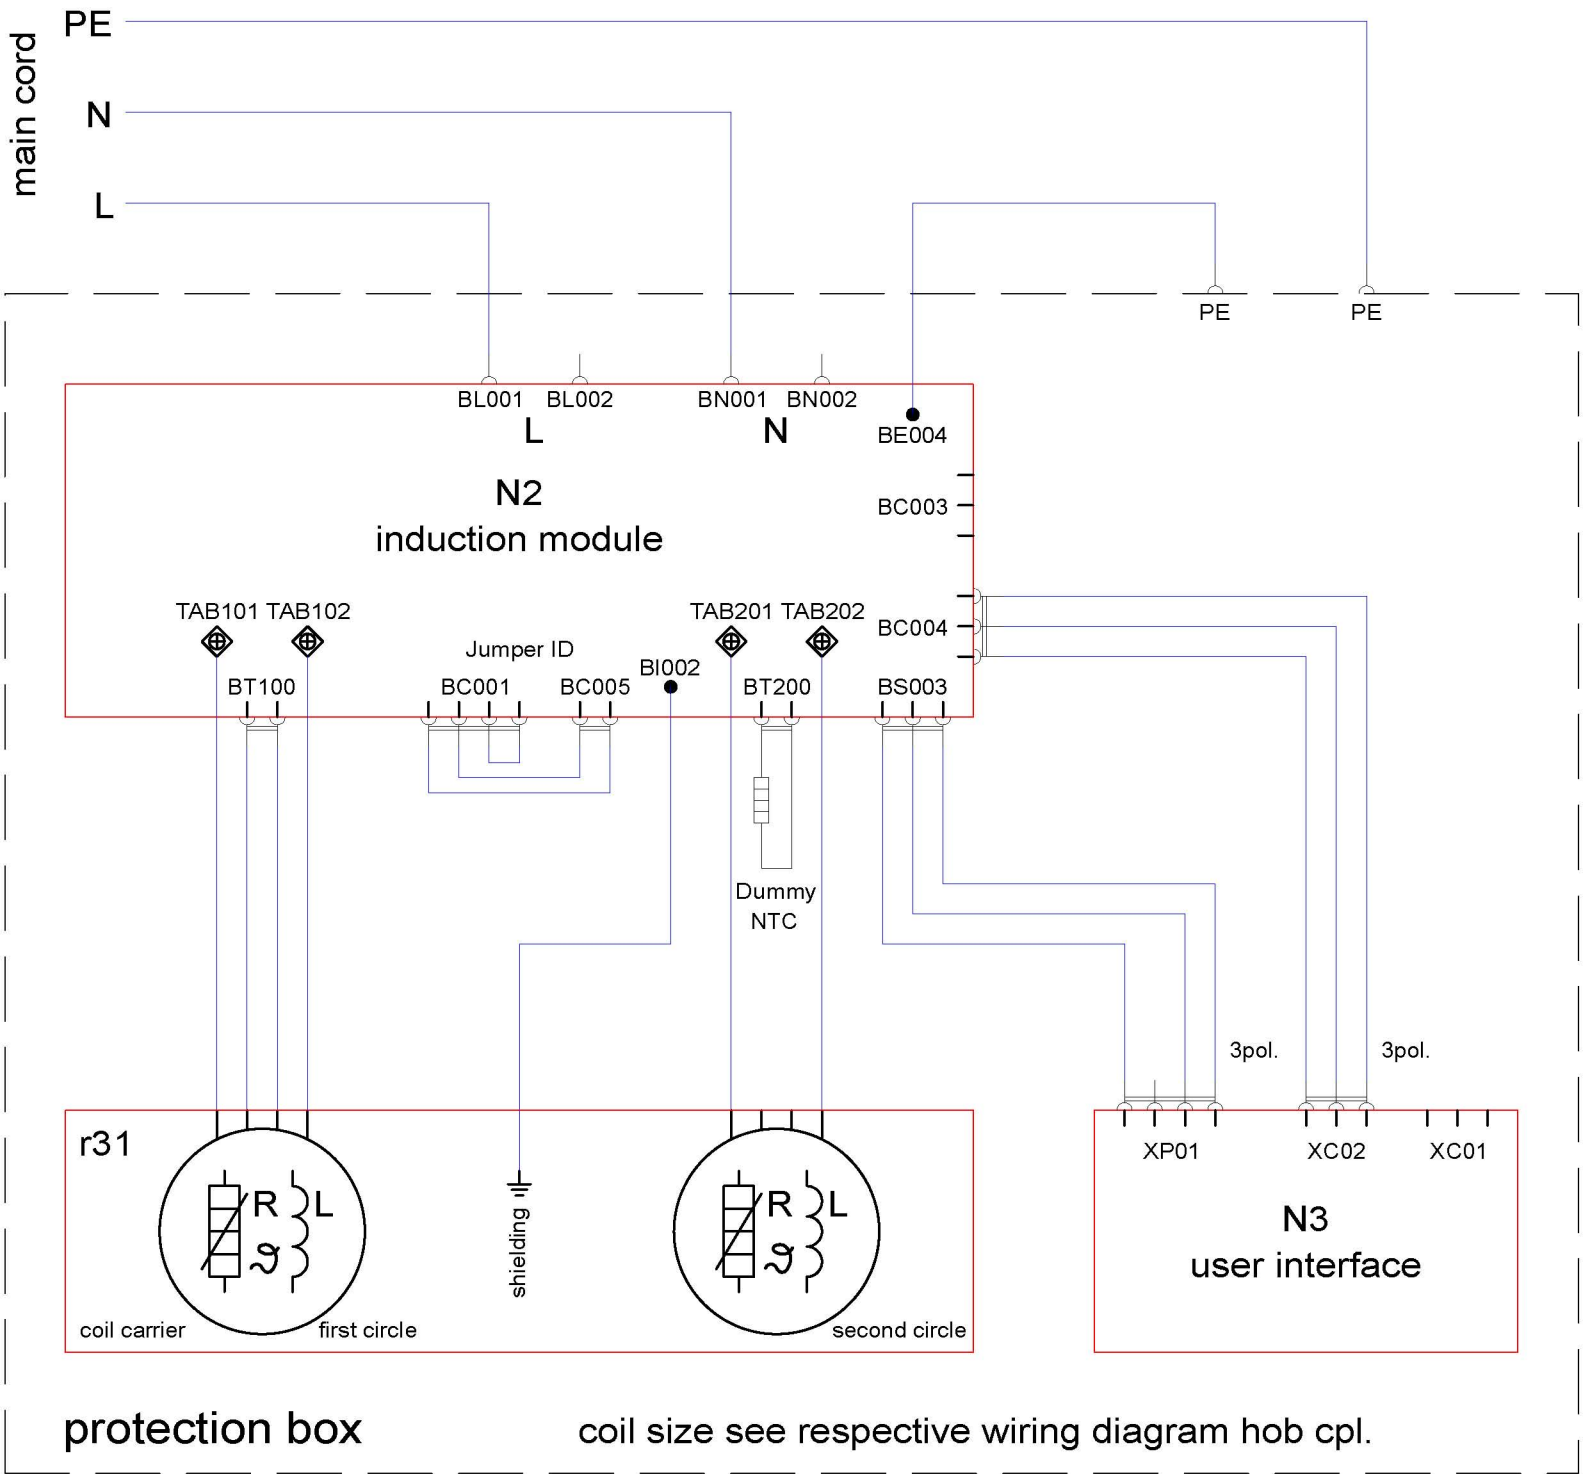 main cord
PE
N
L
PE PE
BL001 BL002 BN001 BN002
L N
BE004
N2
induction module
BC003
TAB101 TAB102 TAB201 TAB202
BC004
Jumper ID
BI002
BT100 BC001 BC005 BT200 BS003
Dummy
NTC
3pol. 3pol.
r31
XP01 XC02 XC01
R L
R L
ϑ
ϑ
shielding
N3
user interface
coil carrier first circle second circle
protection box
coil size see respective wiring diagram hob cpl.